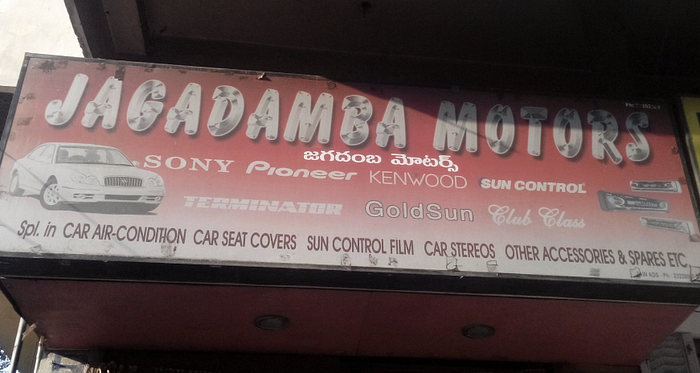 JAGADAMBA MOTORS
జగదంబ మోటర్స్
SONY Pioneer KENWOOD SUN CONTROL
TERMINATOR GoldSun Club Class
Spl. in CAR AIR-CONDITION CAR SEAT COVERS SUN CONTROL FILM CAR STEREOS OTHER ACCESSORIES & SPARES ETC.